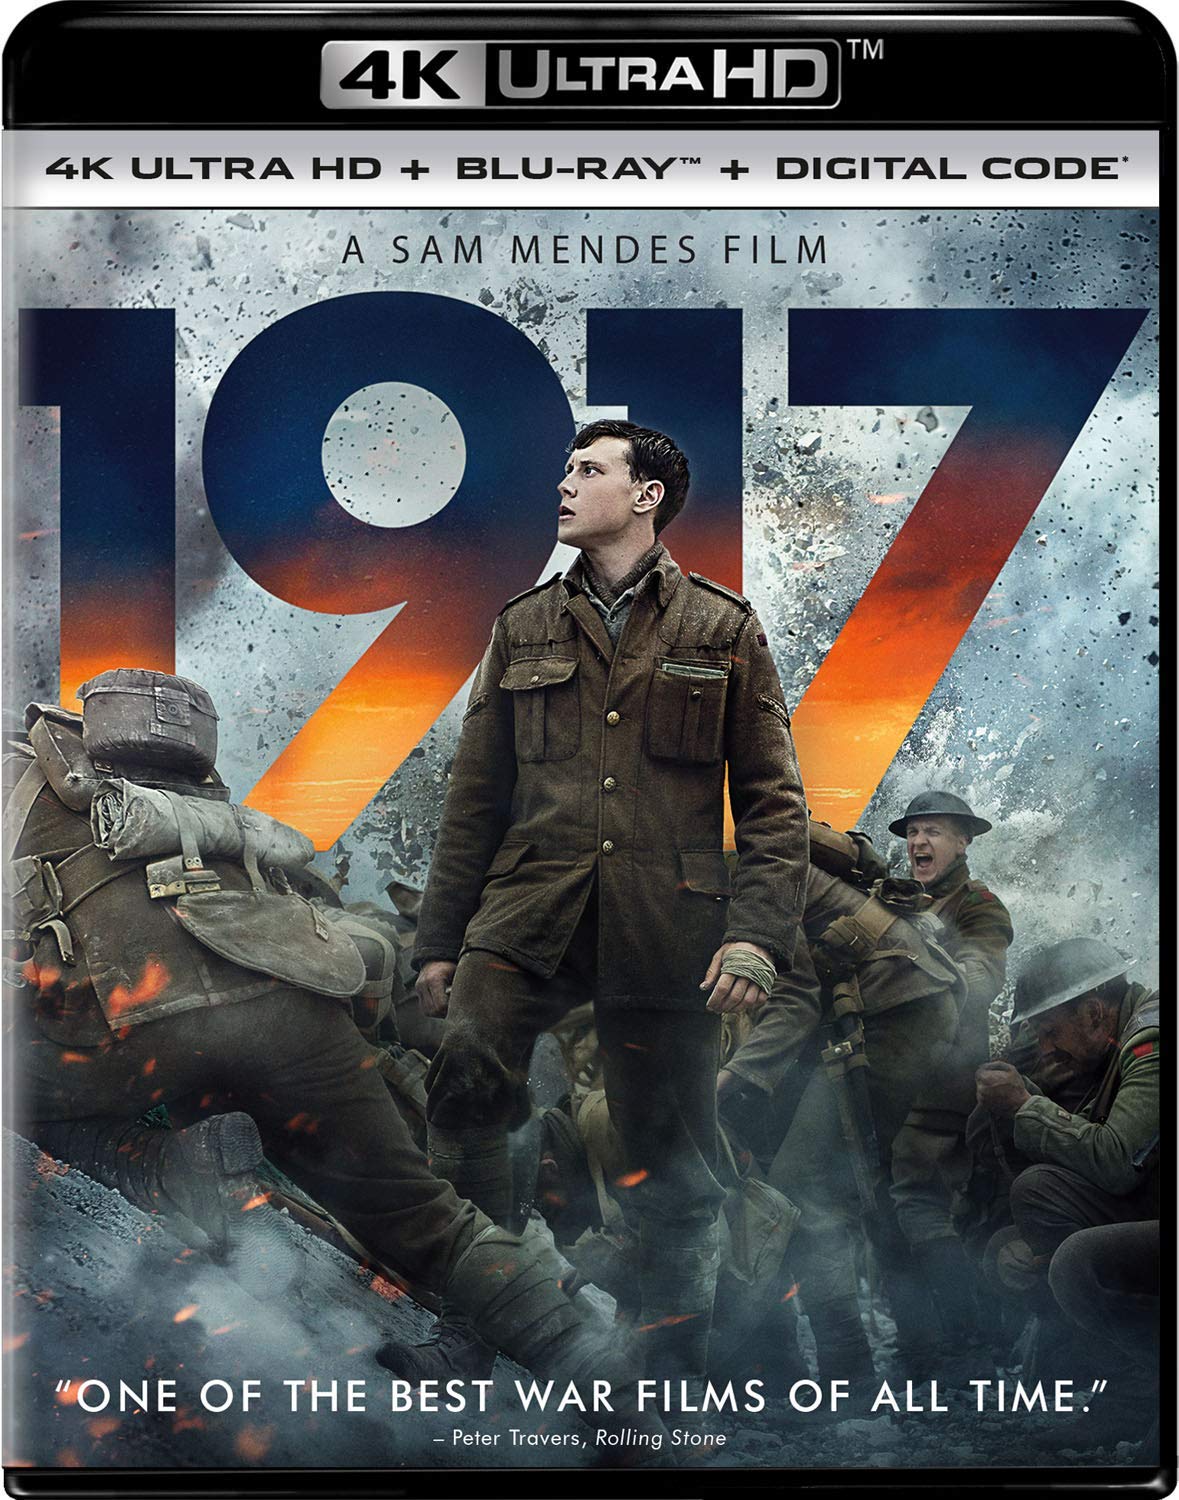 4K ULTRA HD™
4K ULTRA HD + BLU-RAY™ + DIGITAL CODE*
A SAM MENDES FILM
1917
“ONE OF THE BEST WAR FILMS OF ALL TIME.”
– Peter Travers, Rolling Stone